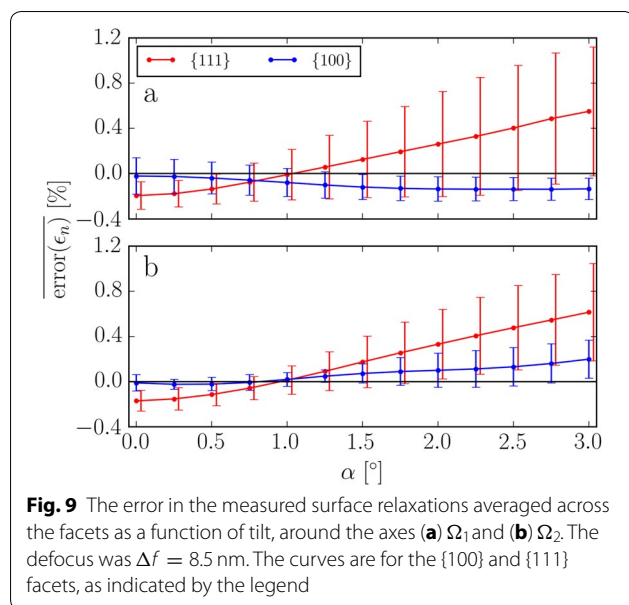 1.2
{111} {100}
0.8
a
0.4
0.0
−0.4
error(ϵₙ) [%]
1.2
b
0.8
0.4
0.0
−0.4
0.0 0.5 1.0 1.5 2.0 2.5 3.0
α [°]
Fig. 9 The error in the measured surface relaxations averaged across
the facets as a function of tilt, around the axes (a) Ω₁ and (b) Ω₂. The
defocus was Δf = 8.5 nm. The curves are for the {100} and {111}
facets, as indicated by the legend